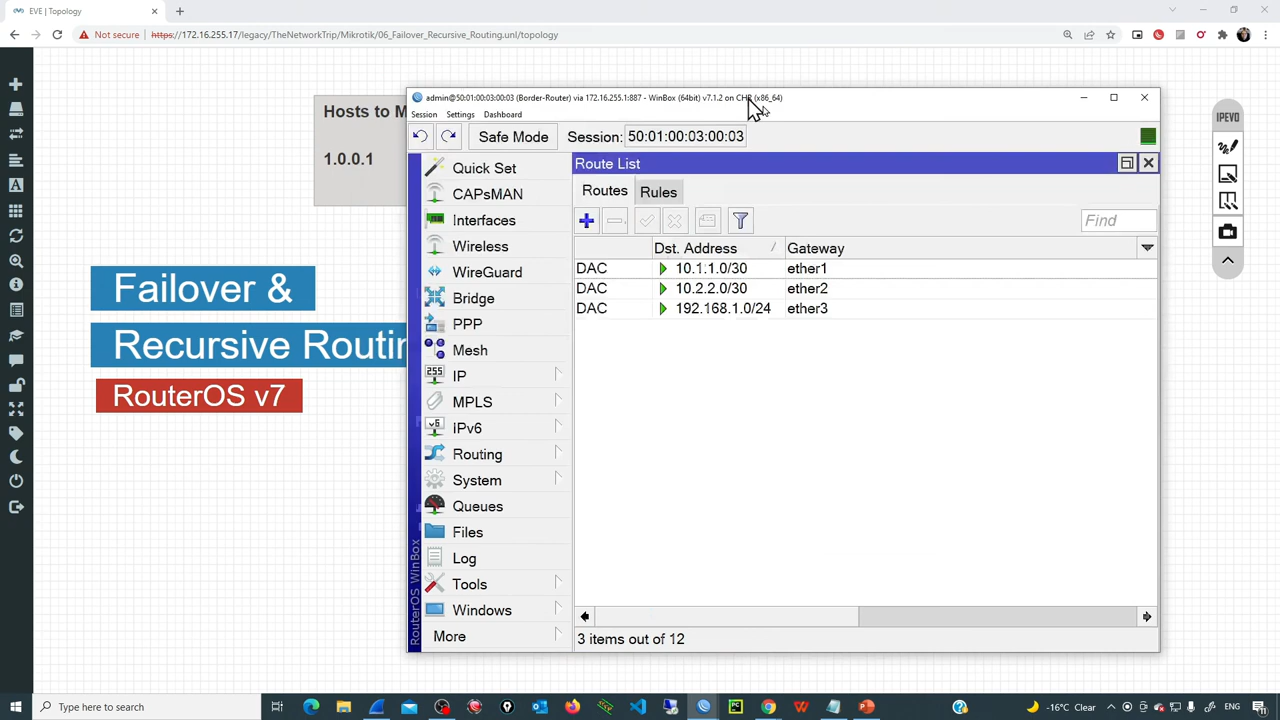 EVE | Topology
Not secure
https://172.16.255.17/legacy/TheNetworkTrip/Mikrotik/06_Failover_Recursive_Routing.unl/topology
Hosts to M
1.0.0.1
Failover &
Recursive Routin
RouterOS v7
admin@50:01:00:03:00:03 (Border-Router) via 172.16.255.1:887 - WinBox (64bit) v7.1.2 on CHR (x86_64)
Session Settings Dashboard
Safe Mode Session: 50:01:00:03:00:03
Quick Set
CAPsMAN
Interfaces
Wireless
WireGuard
Bridge
PPP
Mesh
255 IP
MPLS
v6 IPv6
Routing
System
Queues
Files
Log
Tools
Windows
More
RouterOS WinBox
Route List
Routes Rules
Find
Dst. Address / Gateway
DAC 10.1.1.0/30 ether1
DAC 10.2.2.0/30 ether2
DAC 192.168.1.0/24 ether3
3 items out of 12
IPEVO
Type here to search
-16°C Clear